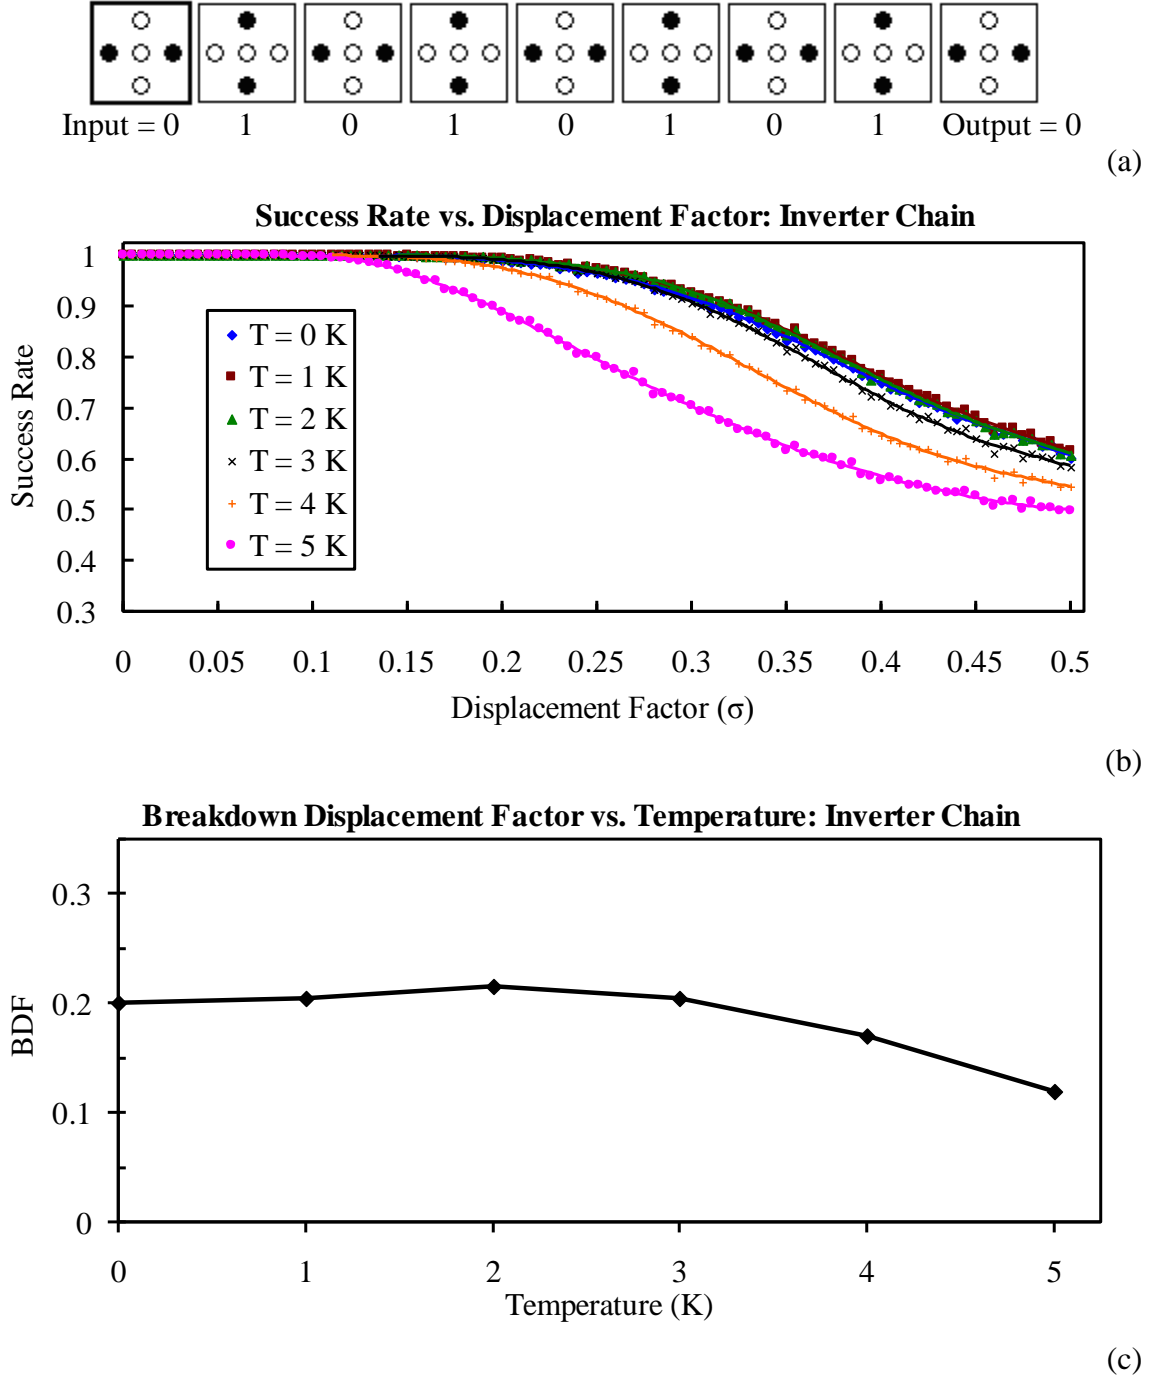 Input = 0 1 0 1 0 1 0 1 Output = 0
(a)
Success Rate vs. Displacement Factor: Inverter Chain
1
0.9
0.8
0.7
0.6
0.5
0.4
0.3
Success Rate
T = 0 K
T = 1 K
T = 2 K
T = 3 K
T = 4 K
T = 5 K
0 0.05 0.1 0.15 0.2 0.25 0.3 0.35 0.4 0.45 0.5
Displacement Factor (σ)
(b)
Breakdown Displacement Factor vs. Temperature: Inverter Chain
0.3
0.2
0.1
0
BDF
0 1 2 3 4 5
Temperature (K)
(c)